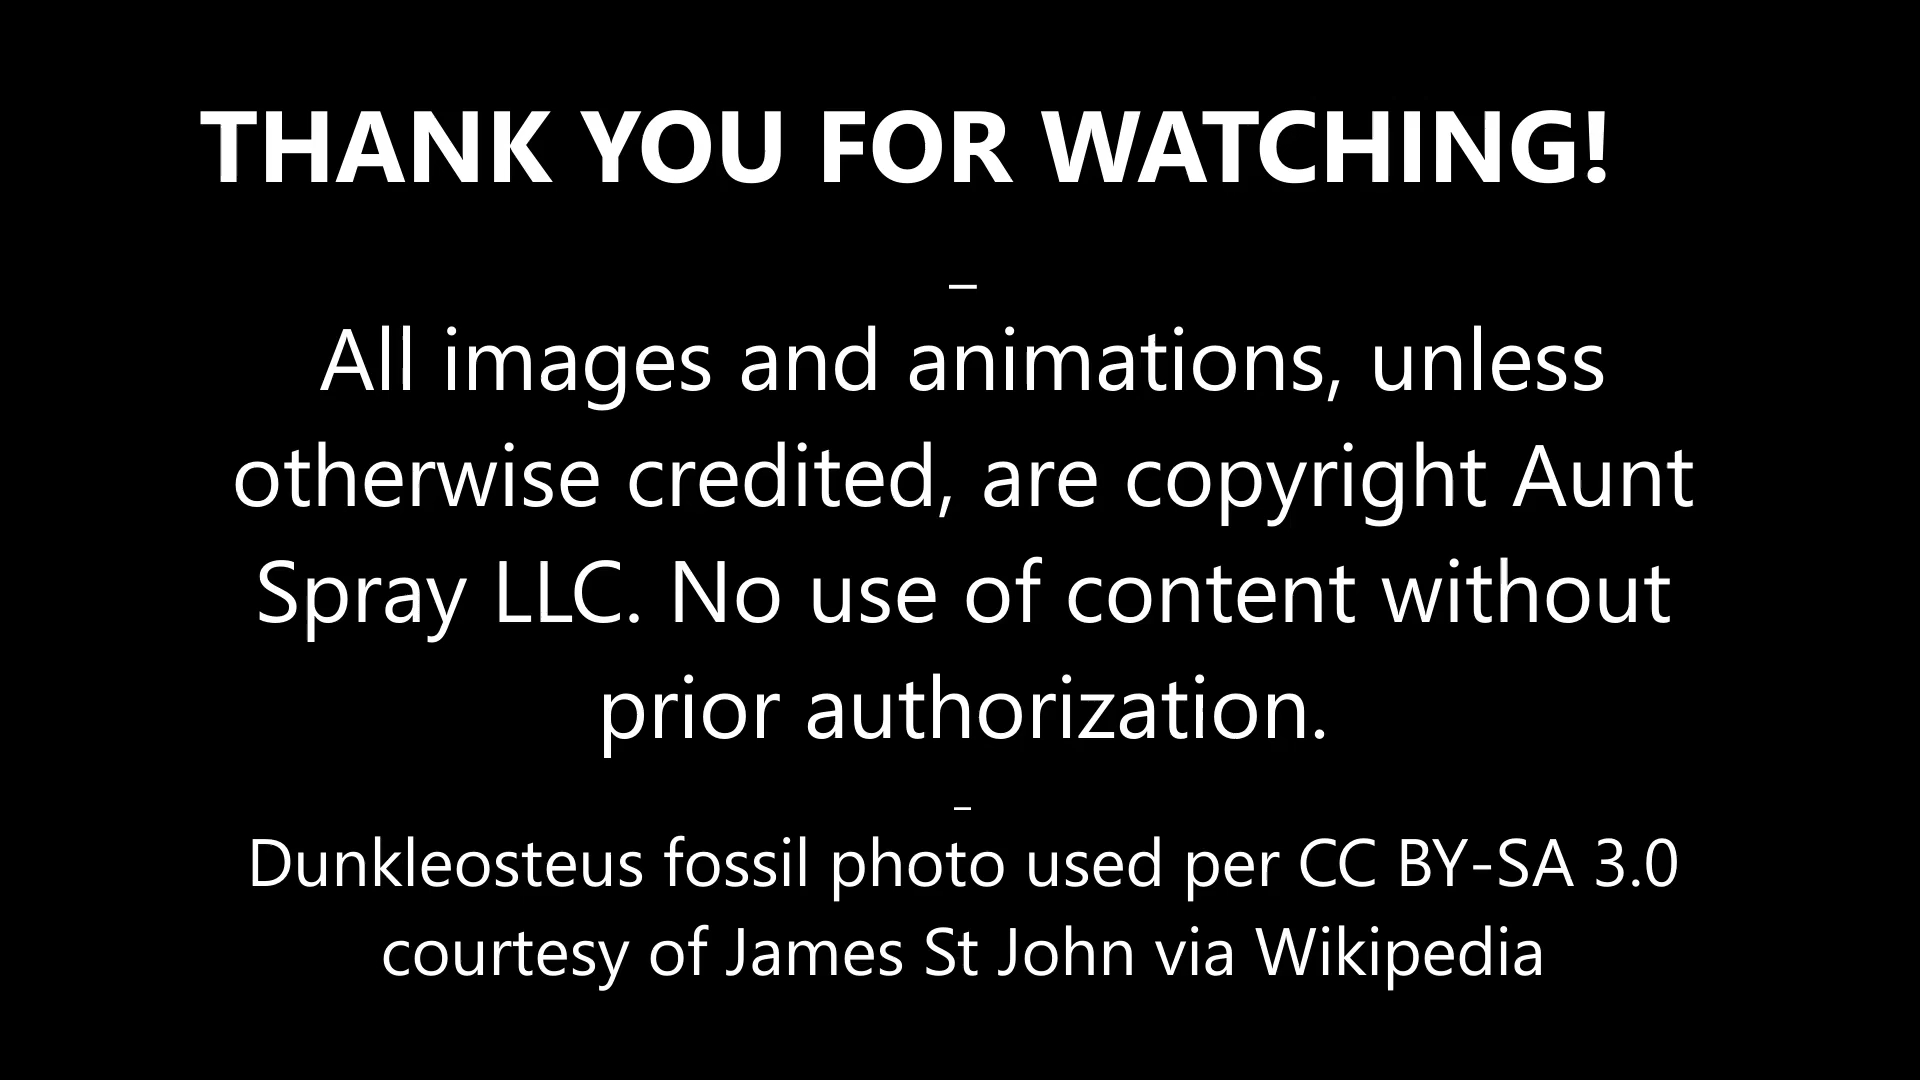 THANK YOU FOR WATCHING!
–
All images and animations, unless
otherwise credited, are copyright Aunt
Spray LLC. No use of content without
prior authorization.
–
Dunkleosteus fossil photo used per CC BY-SA 3.0
courtesy of James St John via Wikipedia